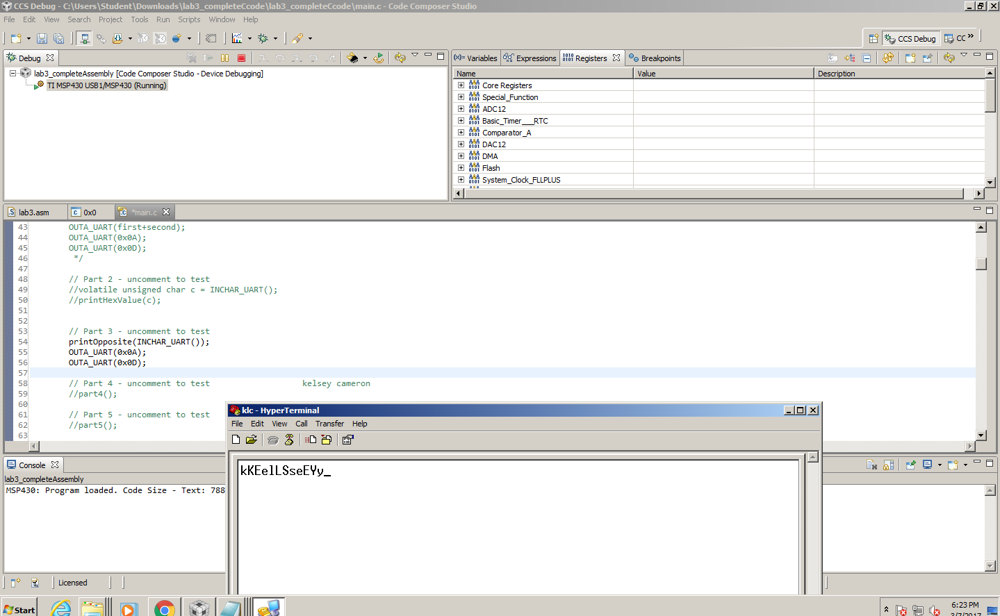 CCS Debug - C:\Users\Student\Downloads\lab3_completeCcode\lab3_completeCcode\main.c - Code Composer Studio
File Edit View Search Project Tools Run Scripts Window Help
CCS Debug CC »
Debug
lab3_completeAssembly [Code Composer Studio - Device Debugging]
TI MSP430 USB1/MSP430 (Running)
(x)= Variables Expressions Registers Breakpoints
Name Value Description
Core Registers
Special_Function
ADC12
Basic_Timer___RTC
Comparator_A
DAC12
DMA
Flash
System_Clock_FLLPLUS
lab3.asm 0x0 *main.c
43 OUTA_UART(first+second);
44 OUTA_UART(0x0A);
45 OUTA_UART(0x0D);
46 */
47
48 // Part 2 - uncomment to test
49 //volatile unsigned char c = INCHAR_UART();
50 //printHexValue(c);
51
52
53 // Part 3 - uncomment to test
54 printOpposite(INCHAR_UART());
55 OUTA_UART(0x0A);
56 OUTA_UART(0x0D);
57
58 // Part 4 - uncomment to test kelsey cameron
59 //part4();
60
61 // Part 5 - uncomment to test
62 //part5();
63
klc - HyperTerminal
File Edit View Call Transfer Help
kKEelLSseEYy_
Console
lab3_completeAssembly
MSP430: Program loaded. Code Size - Text: 788
Licensed
Start
6:23 PM
3/7/2017